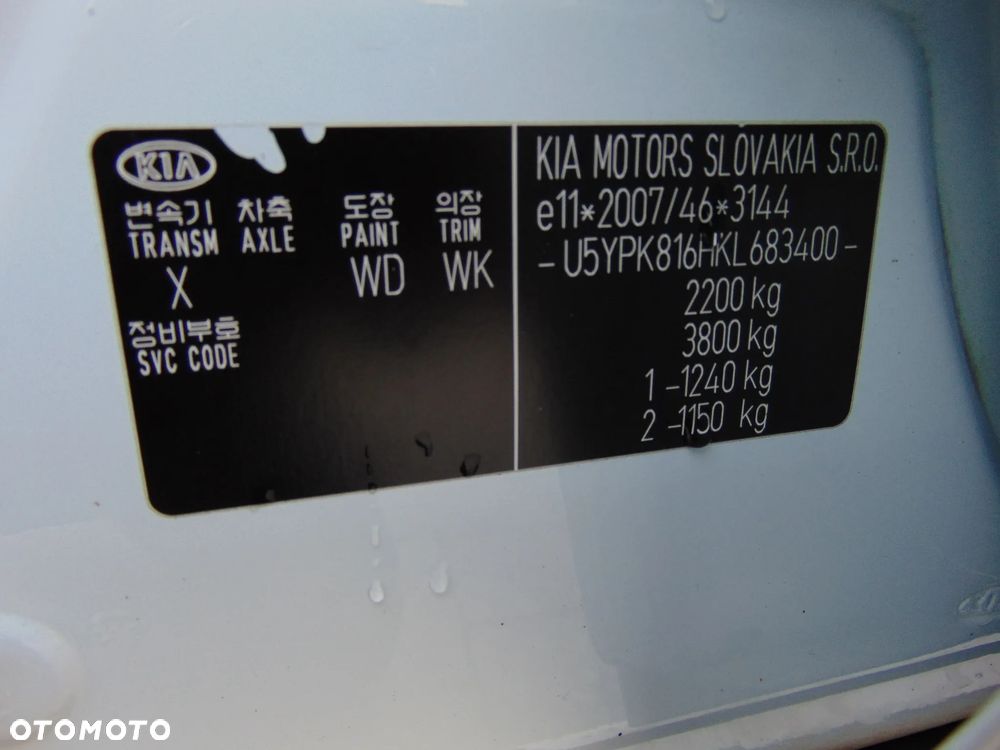 KIA
변속기 차축 도장 의장
TRANSM AXLE PAINT TRIM
X WD WK
정비부호
SVC CODE
KIA MOTORS SLOVAKIA S.R.O.
e11*2007/46*3144
-U5YPK816HKL683400-
2200 kg
3800 kg
1 -1240 kg
2 -1150 kg
OTOMOTO